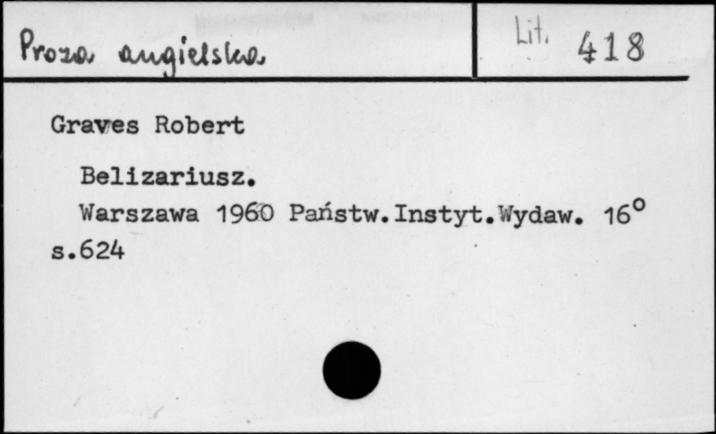 Proza angielska
Lit. 418
Graves Robert
Belizariusz.
Warszawa 1960 Państw.Instyt.Wydaw. 16°
s.624